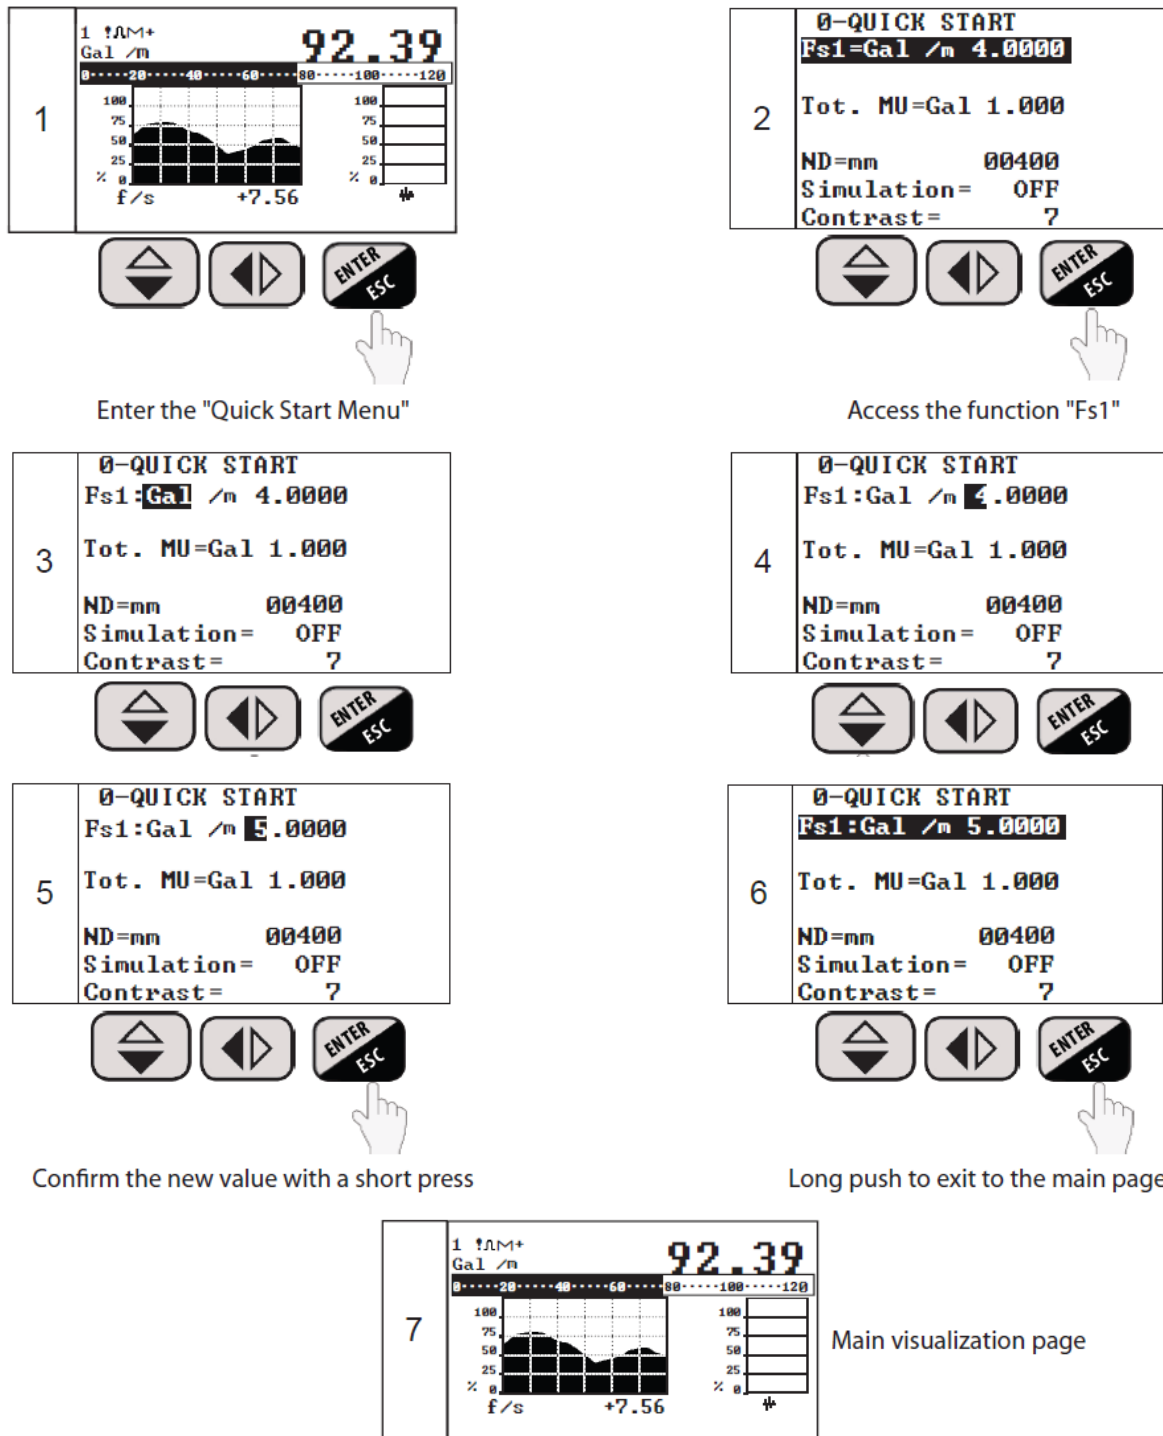 1
1 M+
Gal /m
92.39
0·····20·····40·····60·····80·····100·····120
100
75
50
25
% 0
100
75
50
25
% 0
f/s +7.56
ENTER
ESC
Enter the "Quick Start Menu"
2
0-QUICK START
Fs1=Gal /m 4.0000
Tot. MU=Gal 1.000
ND=mm 00400
Simulation= OFF
Contrast= 7
ENTER
ESC
Access the function "Fs1"
3
0-QUICK START
Fs1:Gal /m 4.0000
Tot. MU=Gal 1.000
ND=mm 00400
Simulation= OFF
Contrast= 7
ENTER
ESC
4
0-QUICK START
Fs1:Gal /m 4.0000
Tot. MU=Gal 1.000
ND=mm 00400
Simulation= OFF
Contrast= 7
ENTER
ESC
5
0-QUICK START
Fs1:Gal /m 5.0000
Tot. MU=Gal 1.000
ND=mm 00400
Simulation= OFF
Contrast= 7
ENTER
ESC
Confirm the new value with a short press
6
0-QUICK START
Fs1:Gal /m 5.0000
Tot. MU=Gal 1.000
ND=mm 00400
Simulation= OFF
Contrast= 7
ENTER
ESC
Long push to exit to the main page
7
1 M+
Gal /m
92.39
0·····20·····40·····60·····80·····100·····120
100
75
50
25
% 0
100
75
50
25
% 0
f/s +7.56
Main visualization page